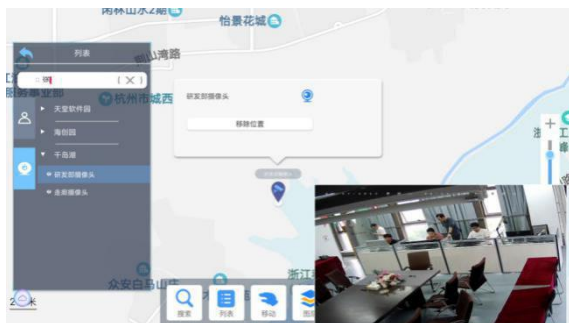 闲林山水2期
怡景花城
列表
山湾路
研
杭州市城西
天堂软件园
海创园
千岛湖
研发部摄像头
走廊摄像头
研发部摄像头
移除位置
浙江
众安白马山庄
搜索
列表
移动